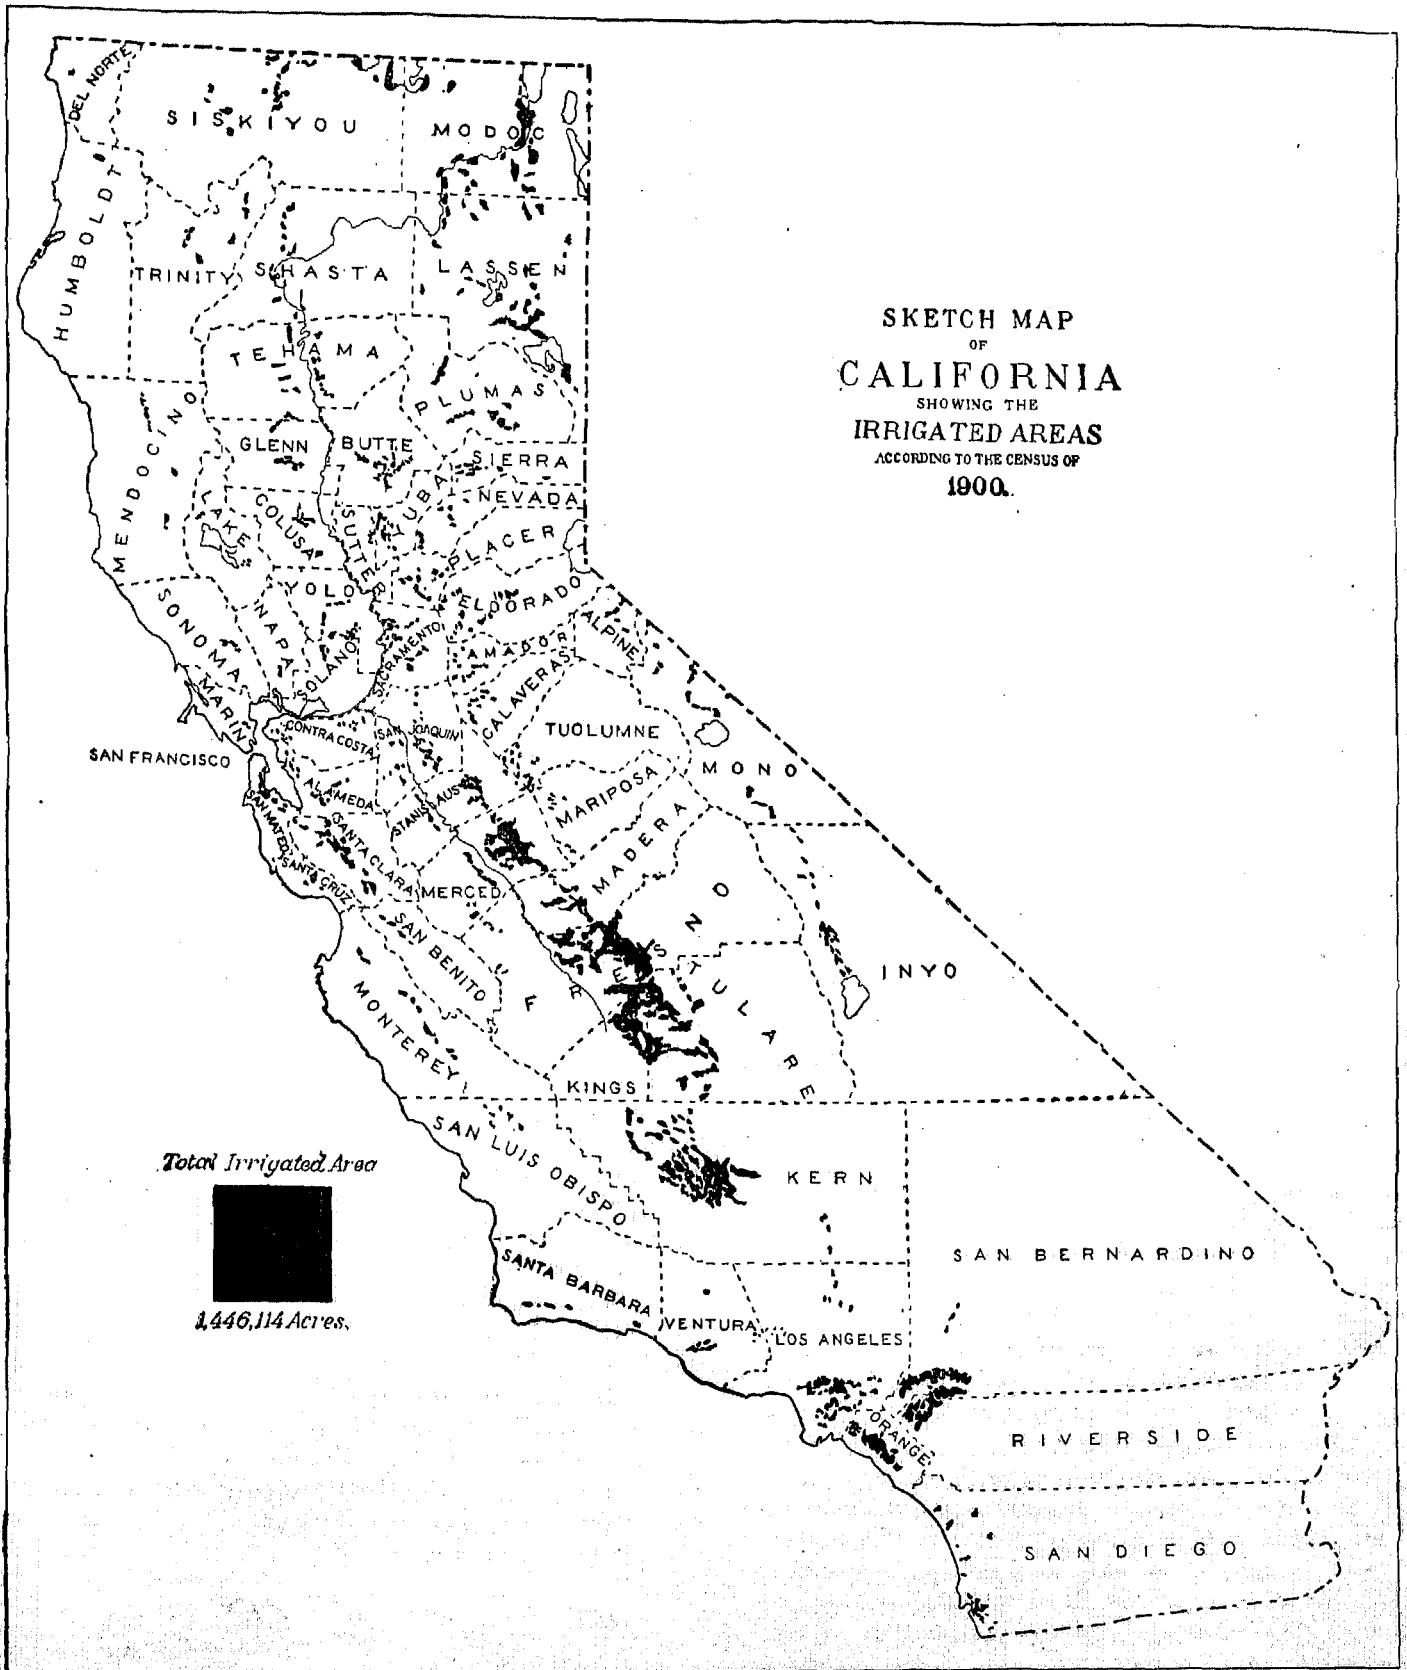 DEL NORTE
SISKIYOU
MODOC
HUMBOLDT
TRINITY
SHASTA
LASSEN
SKETCH MAP
OF
CALIFORNIA
SHOWING THE
IRRIGATED AREAS
ACCORDING TO THE CENSUS OF
1900.
TEHAMA
PLUMAS
MENDOCINO
GLENN
BUTTE
SIERRA
LAKE
COLUSA
SUTTER
YUBA
NEVADA
PLACER
YOLO
ELDORADO
SONOMA
NAPA
SOLANO
SACRAMENTO
AMADOR
ALPINE
MARIN
CALAVERAS
CONTRA COSTA
SAN JOAQUIN
TUOLUMNE
SAN FRANCISCO
MONO
ALAMEDA
STANISLAUS
MARIPOSA
SAN MATEO
SANTA CLARA
MADERA
SANTA CRUZ
MERCED
SAN BENITO
FRESNO
INYO
MONTEREY
TULARE
KINGS
SAN LUIS OBISPO
KERN
Total Irrigated Area
1,446,114 Acres.
SAN BERNARDINO
SANTA BARBARA
VENTURA
LOS ANGELES
ORANGE
RIVERSIDE
SAN DIEGO